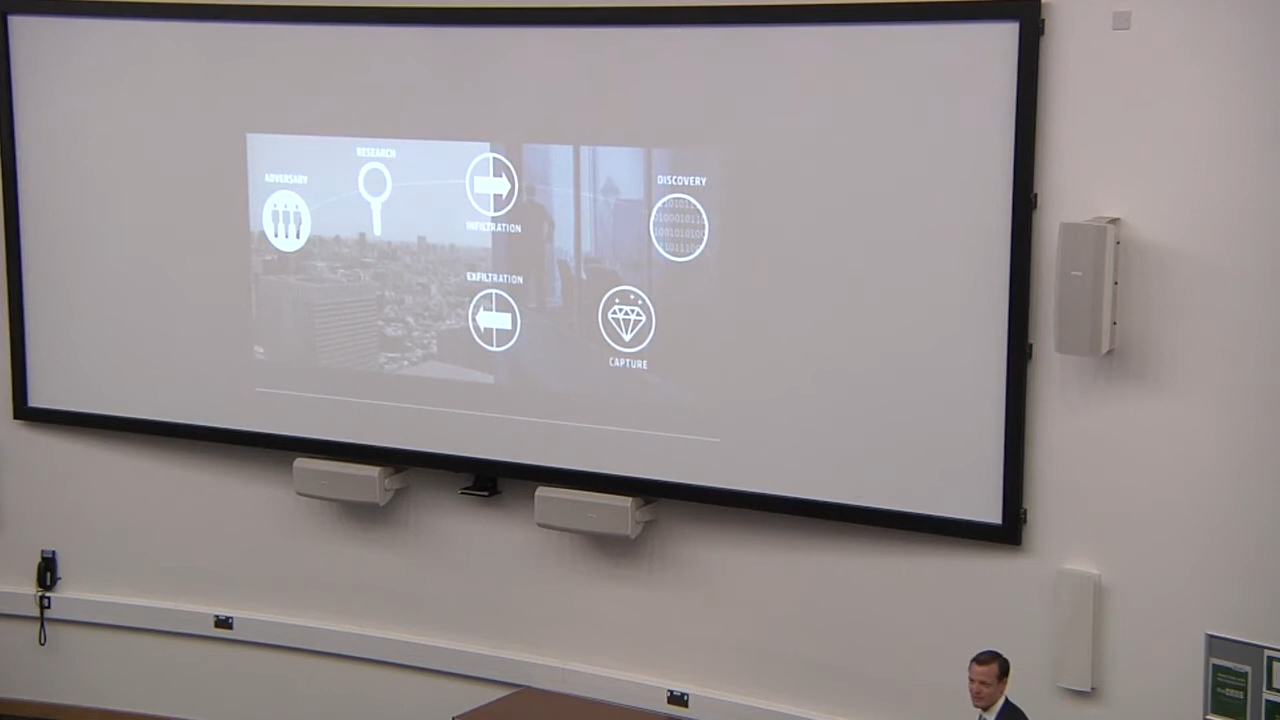 RESEARCH
ADVERSARY
INFILTRATION
DISCOVERY
EXFILTRATION
CAPTURE